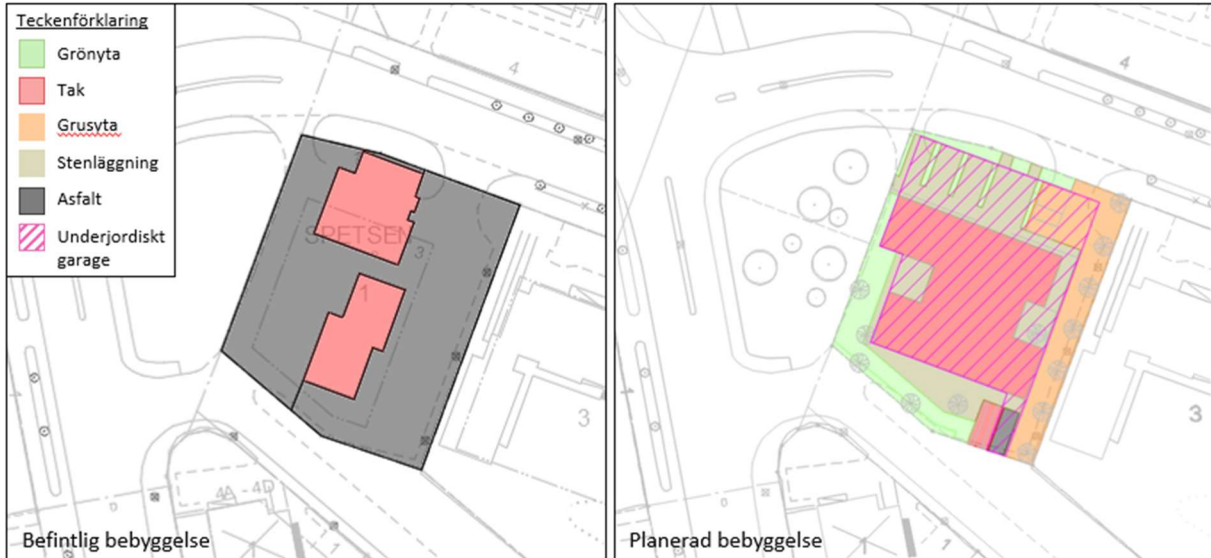 Teckenförklaring
Grönyta
Tak
Grusyta
Stenläggning
Asfalt
Underjordiskt
garage
4
SPETSEN
3
1
3
4A - 4D
1
Befintlig bebyggelse
4
3
1
Planerad bebyggelse